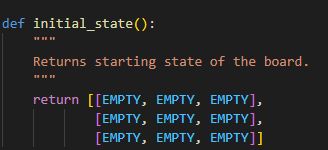 def initial_state():
    """
    Returns starting state of the board.
    """
    return [[EMPTY, EMPTY, EMPTY],
            [EMPTY, EMPTY, EMPTY],
            [EMPTY, EMPTY, EMPTY]]